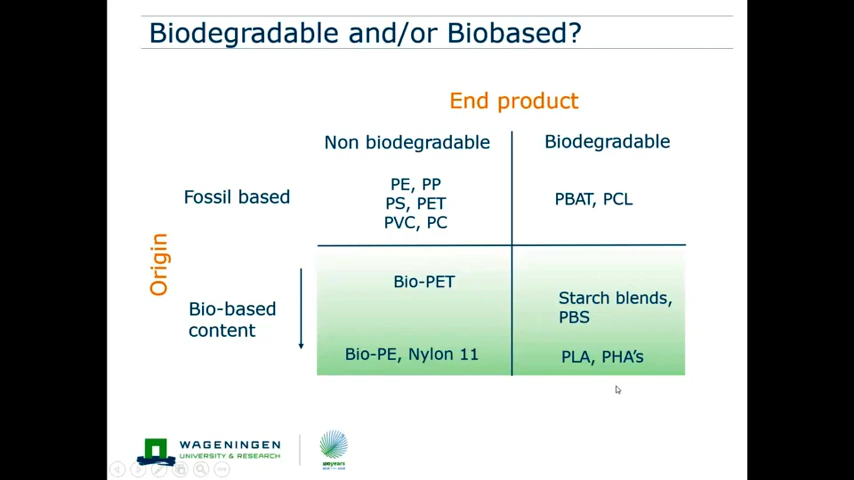 Biodegradable and/or Biobased?
End product
Non biodegradable
Biodegradable
Fossil based
PE, PP
PS, PET
PVC, PC
PBAT, PCL
Origin
Bio-based
content
Bio-PET
Starch blends,
PBS
Bio-PE, Nylon 11
PLA, PHA's
WAGENINGEN
UNIVERSITY & RESEARCH